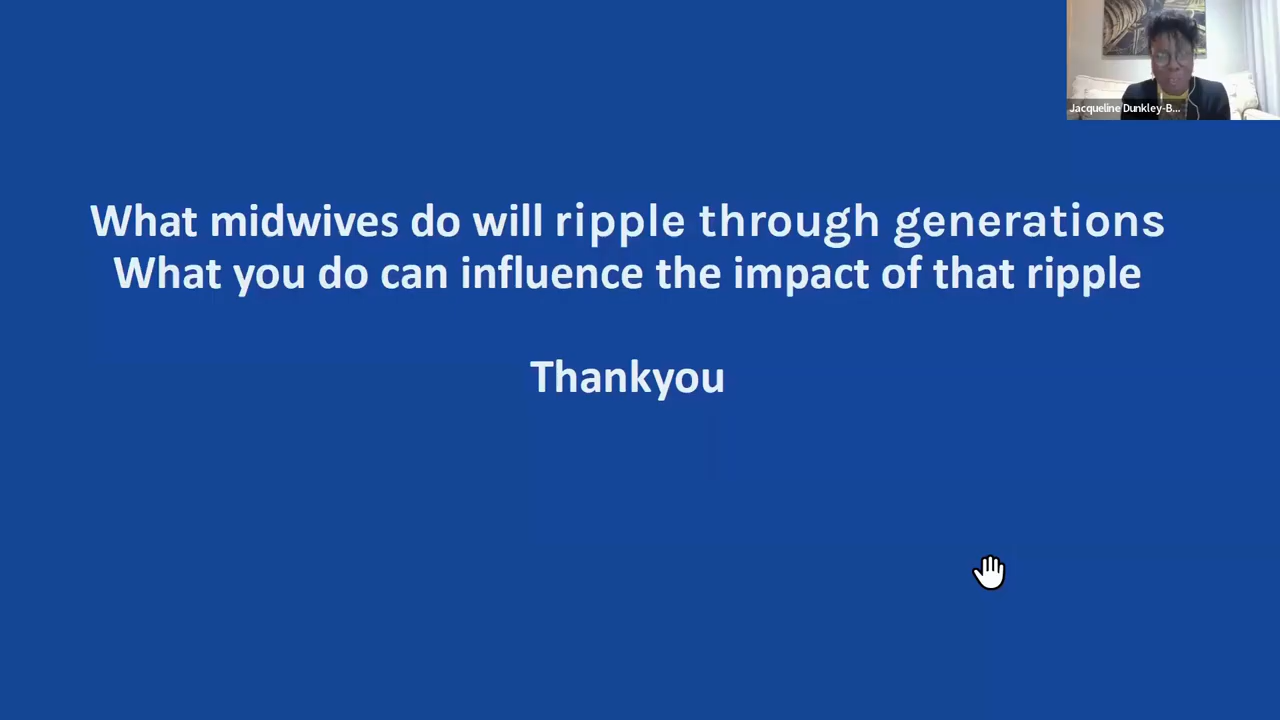 Jacqueline Dunkley-B...
What midwives do will ripple through generations
What you do can influence the impact of that ripple
Thankyou